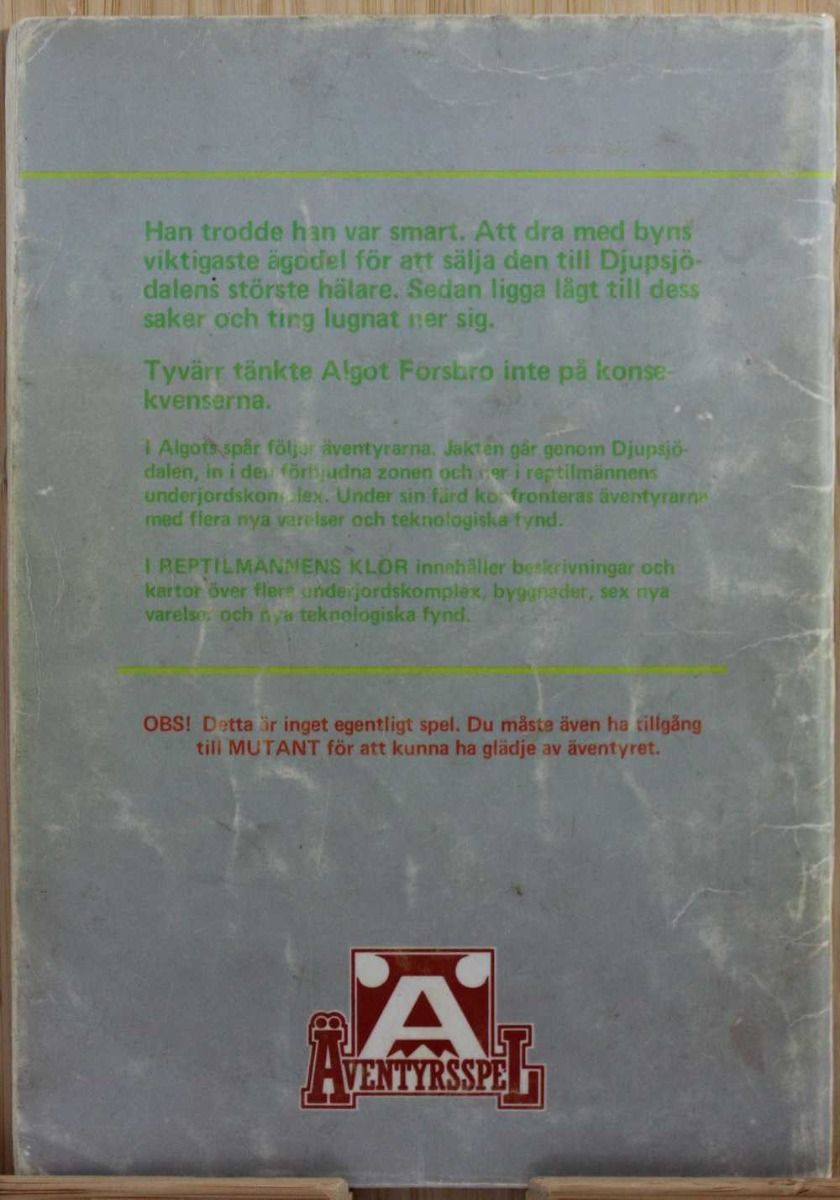 Han trodde han var smart. Att dra med byns
viktigaste ägodel för att sälja den till Djupsjö-
dalens störste hälare. Sedan ligga lågt till dess
saker och ting lugnat ner sig.
Tyvärr tänkte Algot Forsbro inte på konse-
kvenserna.
I Algots spår följer äventyrarna. Jakten går genom Djupsjö-
dalen, in i den förbjudna zonen och ner i reptilmännens
underjordskomplex. Under sin färd konfronteras äventyrarna
med flera nya varelser och teknologiska fynd.
I REPTILMÄNNENS KLOR innehåller beskrivningar och
kartor över flera underjordskomplex, byggnader, sex nya
varelser och nya teknologiska fynd.
OBS! Detta är inget egentligt spel. Du måste även ha tillgång
till MUTANT för att kunna ha glädje av äventyret.
Ä
ÄVENTYRSSPEL